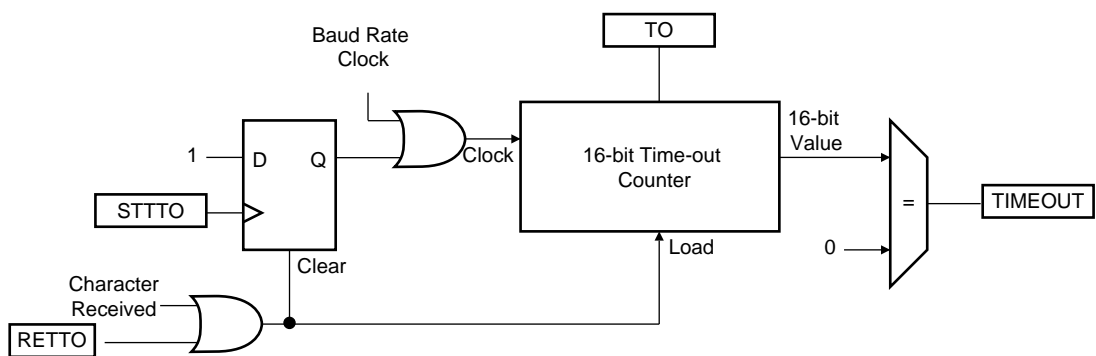 TO
Baud Rate
Clock
16-bit
Value
1
D
Q
Clock
16-bit Time-out
Counter
STTTO
=
TIMEOUT
0
Clear
Load
Character
Received
RETTO